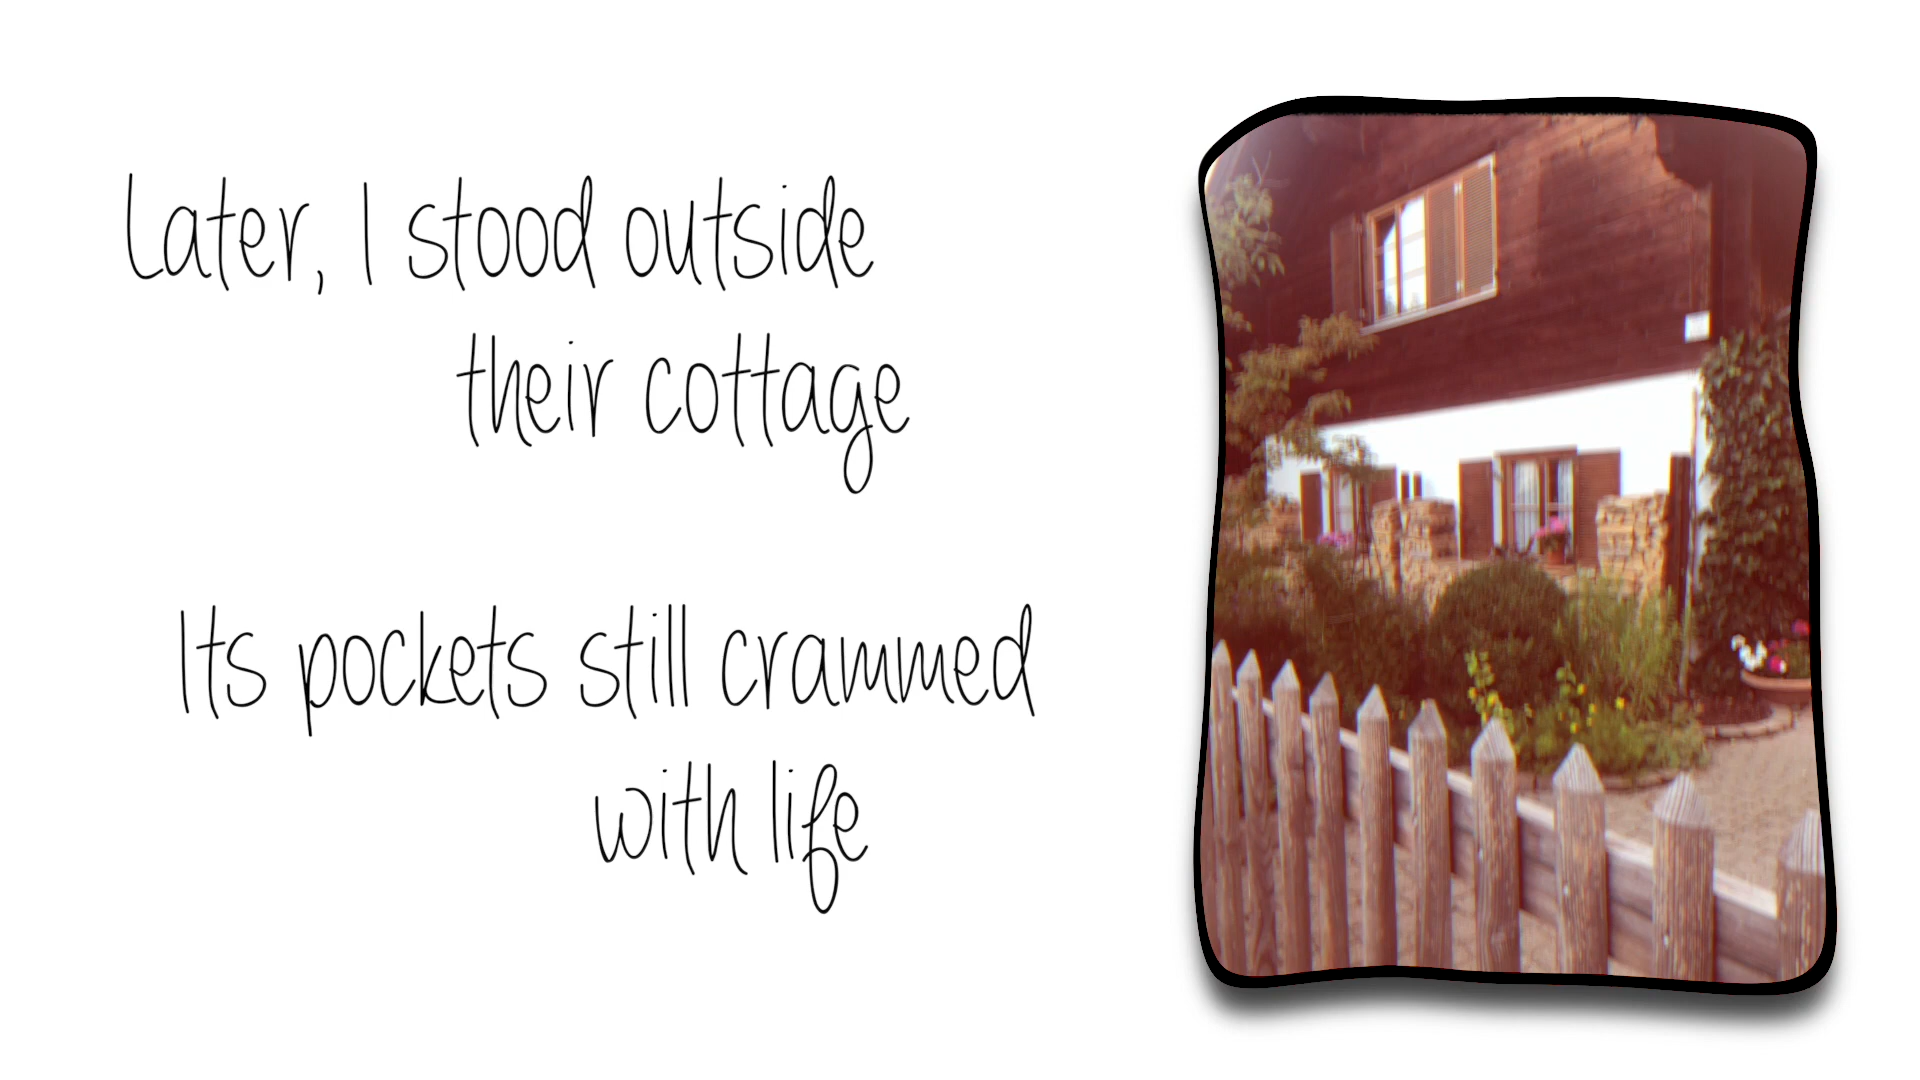 Later, I stood outside
their cottage
Its pockets still crammed
with life